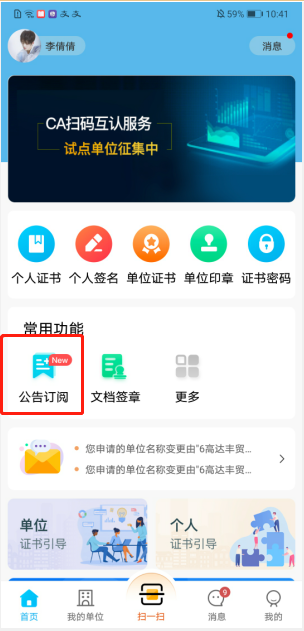 59% 10:41
李倩倩
消息
CA扫码互认服务
试点单位征集中
个人证书 个人签名 单位证书 单位印章 证书密码
常用功能
New
公告订阅 文档签章 更多
您申请的单位名称变更由"6高达丰贸...
您申请的单位名称变更由"6高达丰贸...
单位 个人
证书引导 证书引导
9
首页 我的单位 扫一扫 消息 我的